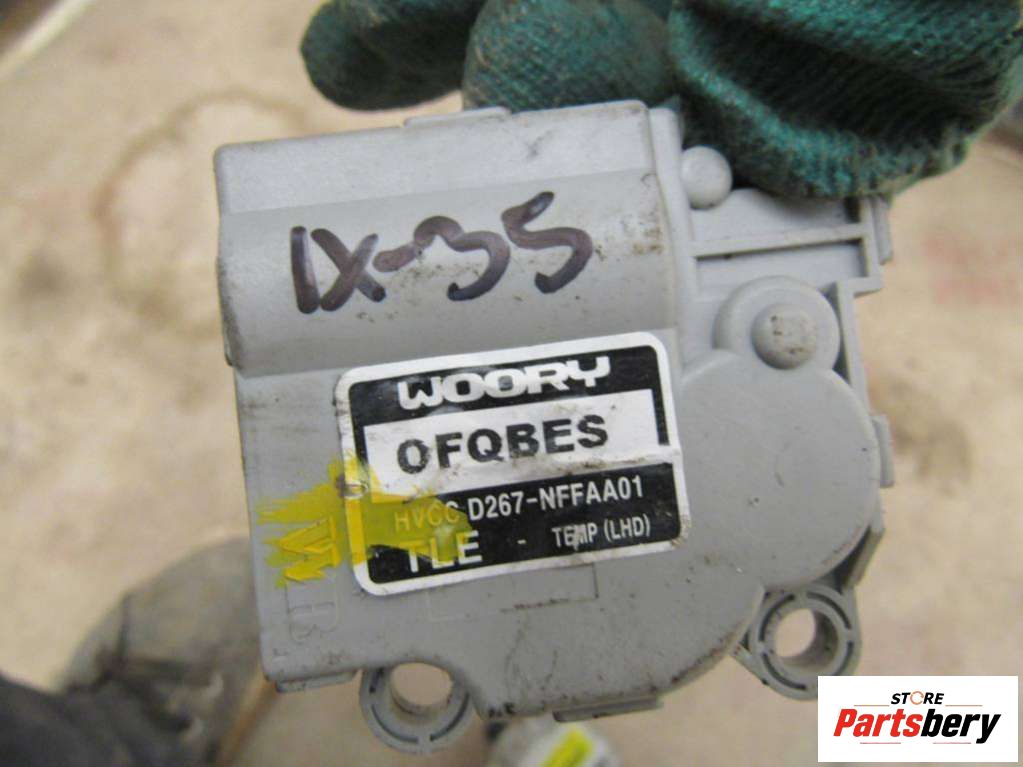 IX-35
WOORY
OFQBES
HVCC D267-NFFAA01
TLE - TEMP (LHD)
STORE
Partsbery